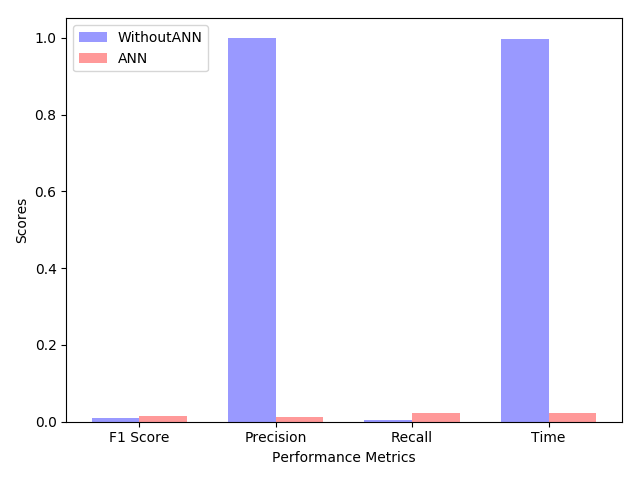 WithoutANN
ANN
1.0
0.8
0.6
0.4
0.2
0.0
Scores
F1 Score Precision Recall Time
Performance Metrics